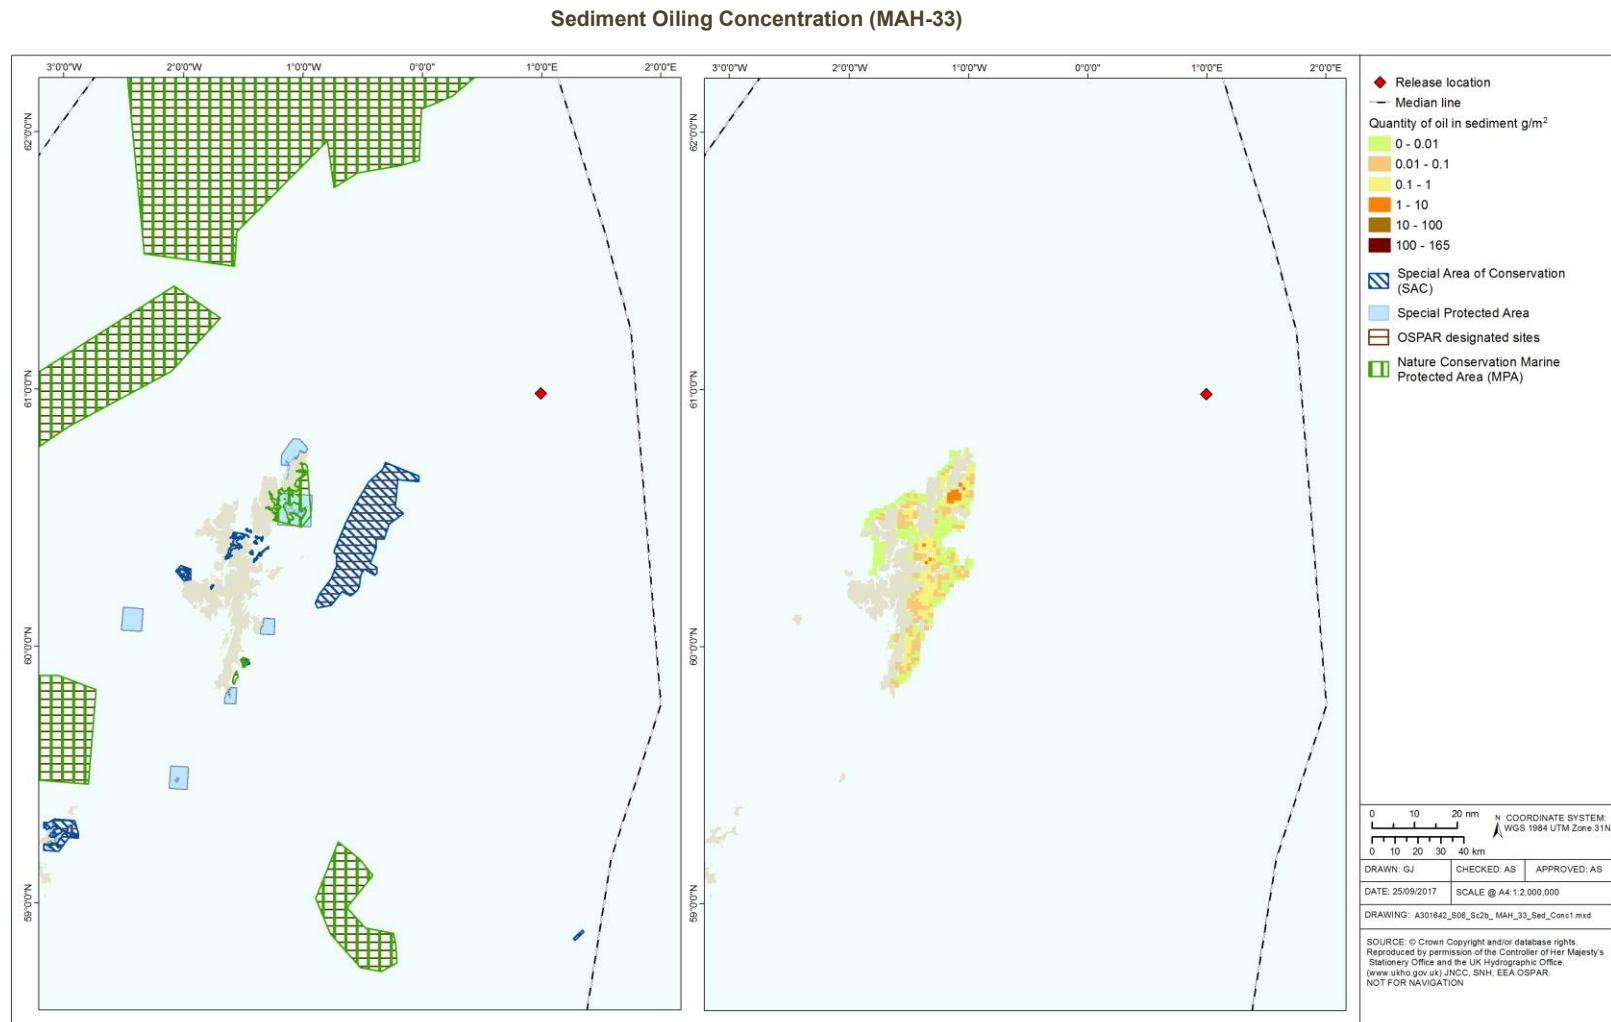 Sediment Oiling Concentration (MAH-33)
3°0'0"W 2°0'0"W 1°0'0"W 0°0'0" 1°0'0"E 2°0'0"E
62°0'0"N
61°0'0"N
60°0'0"N
59°0'0"N
3°0'0"W 2°0'0"W 1°0'0"W 0°0'0" 1°0'0"E 2°0'0"E
62°0'0"N
61°0'0"N
60°0'0"N
59°0'0"N
Release location
Median line
Quantity of oil in sediment g/m²
0 - 0.01
0.01 - 0.1
0.1 - 1
1 - 10
10 - 100
100 - 165
Special Area of Conservation
(SAC)
Special Protected Area
OSPAR designated sites
Nature Conservation Marine
Protected Area (MPA)
0 10 20 nm
0 10 20 30 40 km
N COORDINATE SYSTEM:
WGS 1984 UTM Zone 31N
DRAWN: GJ CHECKED: AS APPROVED: AS
DATE: 25/09/2017 SCALE @ A4:1:2,000,000
DRAWING: A301642_S06_Sc2b_ MAH_33_Sed_Conc1.mxd
SOURCE: © Crown Copyright and/or database rights.
Reproduced by permission of the Controller of Her Majesty's
Stationery Office and the UK Hydrographic Office.
(www.ukho.gov.uk) JNCC, SNH, EEA.OSPAR.
NOT FOR NAVIGATION